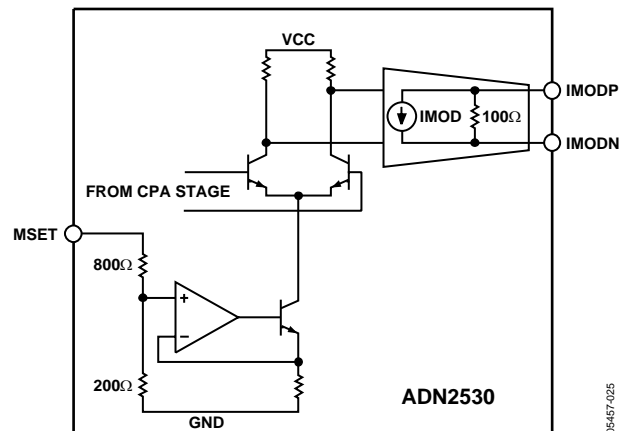 VCC
IMODP
IMOD
100Ω
IMODN
FROM CPA STAGE
MSET
800Ω
+
–
200Ω
GND
ADN2530
05457-025